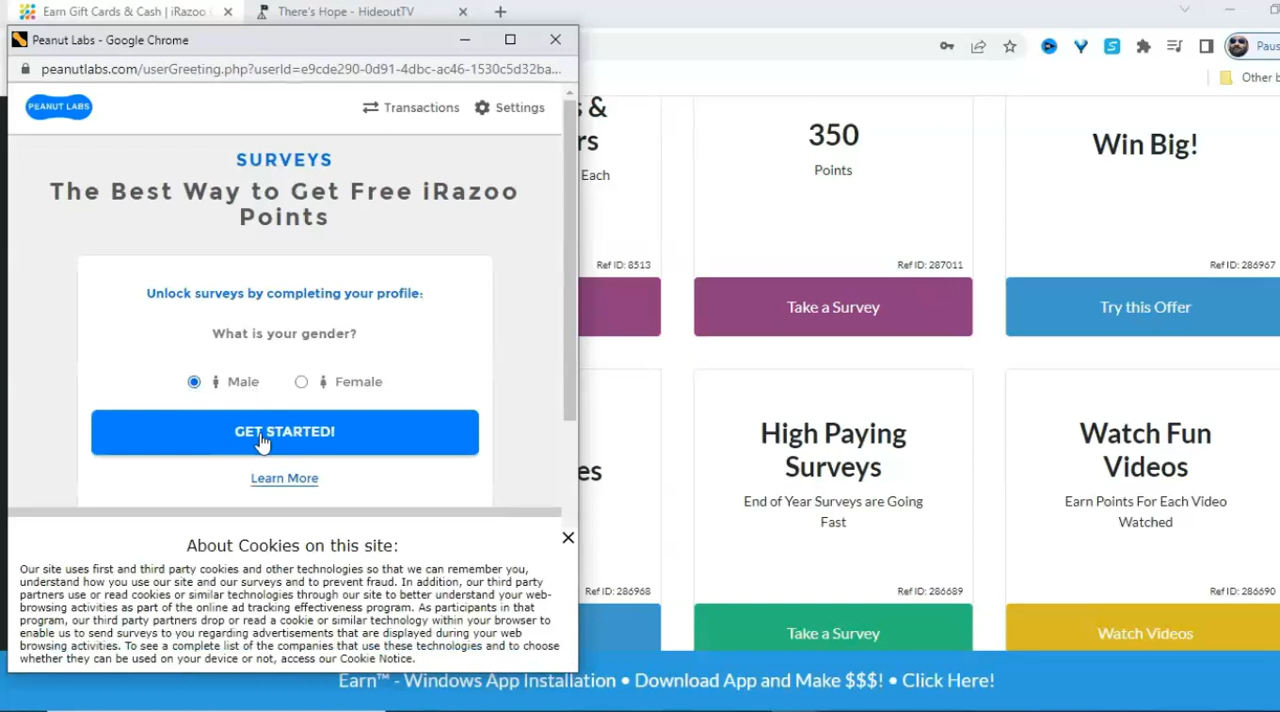 Earn Gift Cards & Cash | iRazoo
There's Hope - HideoutTV
Peanut Labs - Google Chrome
peanutlabs.com/userGreeting.php?userId=e9cde290-0d91-4dbc-ac46-1530c5d32ba...
Paus
Other b
PEANUT LABS
Transactions
Settings
SURVEYS
The Best Way to Get Free iRazoo
Points
Unlock surveys by completing your profile:
What is your gender?
Male
Female
GET STARTED!
Learn More
About Cookies on this site:
Our site uses first and third party cookies and other technologies so that we can remember you,
understand how you use our site and our surveys and to prevent fraud. In addition, our third party
partners use or read cookies or similar technologies through our site to better understand your web-
browsing activities as part of the online ad tracking effectiveness program. As participants in that
program, our third party partners drop or read a cookie or similar technology within your browser to
enable us to send surveys to you regarding advertisements that are displayed during your web
browsing activities. To see a complete list of the companies that use these technologies and to choose
whether they can be used on your device or not, access our Cookie Notice.
s &
rs
Each
Ref ID: 8513
350
Points
Ref ID: 287011
Take a Survey
Win Big!
Ref ID: 286967
Try this Offer
es
Ref ID: 286968
High Paying
Surveys
End of Year Surveys are Going
Fast
Ref ID: 286689
Take a Survey
Watch Fun
Videos
Earn Points For Each Video
Watched
Ref ID: 286690
Watch Videos
Earn™ - Windows App Installation • Download App and Make $$$! • Click Here!